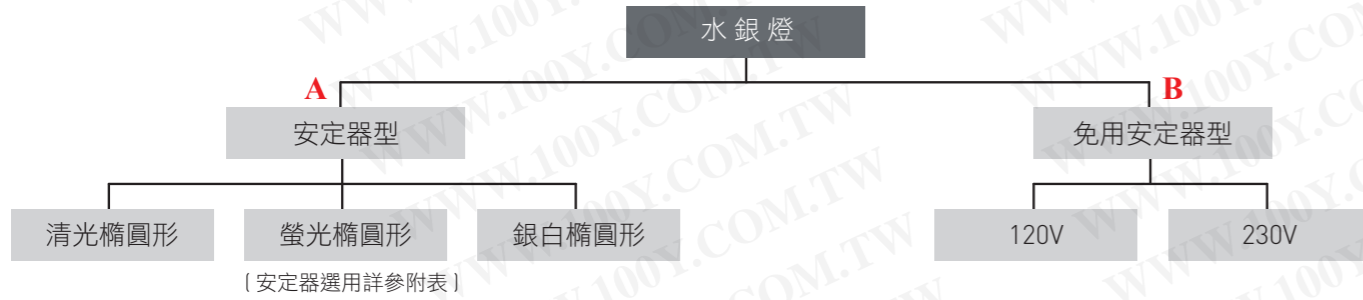 水銀燈
A
B
安定器型
免用安定器型
清光橢圓形
螢光橢圓形
銀白橢圓形
120V
230V
﹝安定器選用詳參附表﹞
WWW.100Y.COM.TW